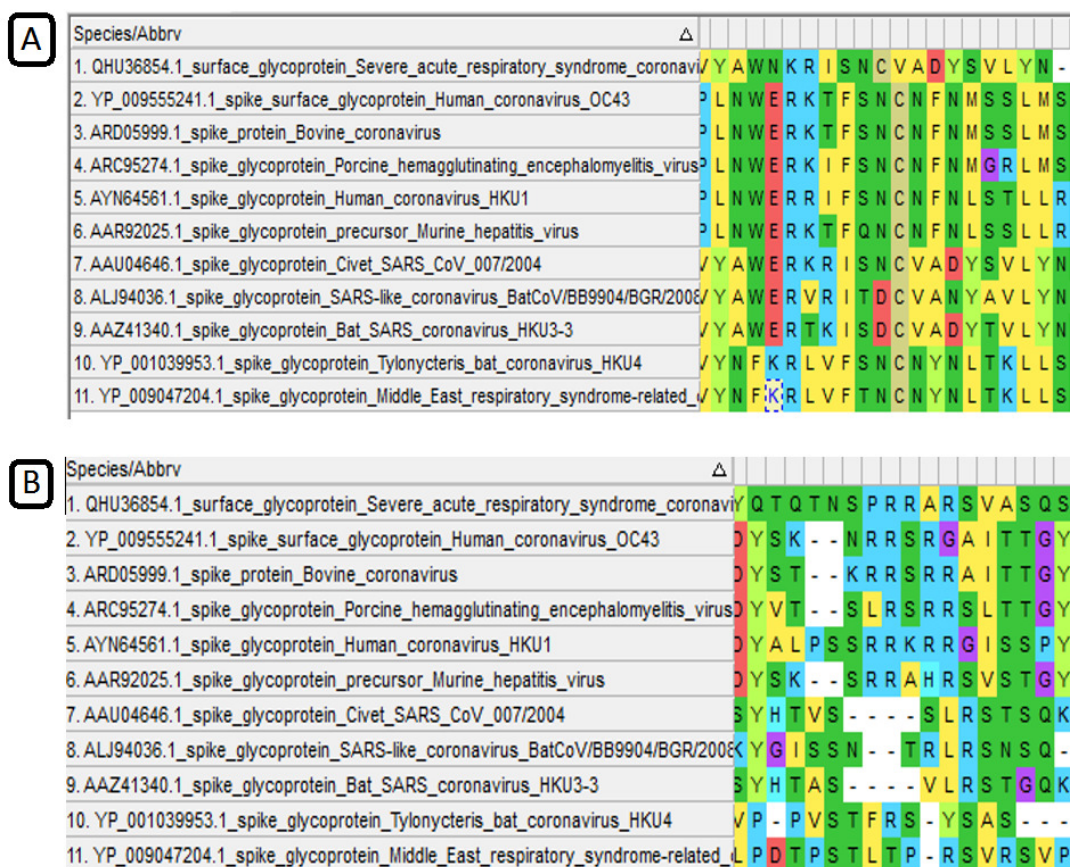 A
Species/Abbrv △
1. QHU36854.1_surface_glycoprotein_Severe_acute_respiratory_syndrome_coronavi V Y A W N K R I S N C V A D Y S V L Y N -
2. YP_009555241.1_spike_surface_glycoprotein_Human_coronavirus_OC43 P L N W E R K T F S N C N F N M S S L M S
3. ARD05999.1_spike_protein_Bovine_coronavirus P L N W E R K T F S N C N F N M S S L M S
4. ARC95274.1_spike_glycoprotein_Porcine_hemagglutinating_encephalomyelitis_virus P L N W E R K I F S N C N F N M G R L M S
5. AYN64561.1_spike_glycoprotein_Human_coronavirus_HKU1 P L N W E R R I F S N C N F N L S T L L R
6. AAR92025.1_spike_glycoprotein_precursor_Murine_hepatitis_virus P L N W E R K T F Q N C N F N L S S L L R
7. AAU04646.1_spike_glycoprotein_Civet_SARS_CoV_007/2004 V Y A W E R K R I S N C V A D Y S V L Y N
8. ALJ94036.1_spike_glycoprotein_SARS-like_coronavirus_BatCoV/BB9904/BGR/2008 V Y A W E R V R I T D C V A N Y A V L Y N
9. AAZ41340.1_spike_glycoprotein_Bat_SARS_coronavirus_HKU3-3 V Y A W E R T K I S D C V A D Y T V L Y N
10. YP_001039953.1_spike_glycoprotein_Tylonycteris_bat_coronavirus_HKU4 V Y N F K R L V F S N C N Y N L T K L L S
11. YP_009047204.1_spike_glycoprotein_Middle_East_respiratory_syndrome-related_ V Y N F K R L V F T N C N Y N L T K L L S
B
Species/Abbrv △
1. QHU36854.1_surface_glycoprotein_Severe_acute_respiratory_syndrome_coronavi Y Q T Q T N S P R R A R S V A S Q S
2. YP_009555241.1_spike_surface_glycoprotein_Human_coronavirus_OC43 D Y S K - - N R R S R G A I T T G Y
3. ARD05999.1_spike_protein_Bovine_coronavirus D Y S T - - K R R S R R A I T T G Y
4. ARC95274.1_spike_glycoprotein_Porcine_hemagglutinating_encephalomyelitis_virus D Y V T - - S L R S R R S L T T G Y
5. AYN64561.1_spike_glycoprotein_Human_coronavirus_HKU1 D Y A L P S S R R K R R G I S S P Y
6. AAR92025.1_spike_glycoprotein_precursor_Murine_hepatitis_virus D Y S K - - S R R A H R S V S T G Y
7. AAU04646.1_spike_glycoprotein_Civet_SARS_CoV_007/2004 S Y H T V S - - - - S L R S T S Q K
8. ALJ94036.1_spike_glycoprotein_SARS-like_coronavirus_BatCoV/BB9904/BGR/2008 K Y G I S S N - - T R L R S N S Q -
9. AAZ41340.1_spike_glycoprotein_Bat_SARS_coronavirus_HKU3-3 S Y H T A S - - - - V L R S T G Q K
10. YP_001039953.1_spike_glycoprotein_Tylonycteris_bat_coronavirus_HKU4 V P - P V S T F R S - Y S A S - - -
11. YP_009047204.1_spike_glycoprotein_Middle_East_respiratory_syndrome-related_ L P D T P S T L T P - R S V R S V P